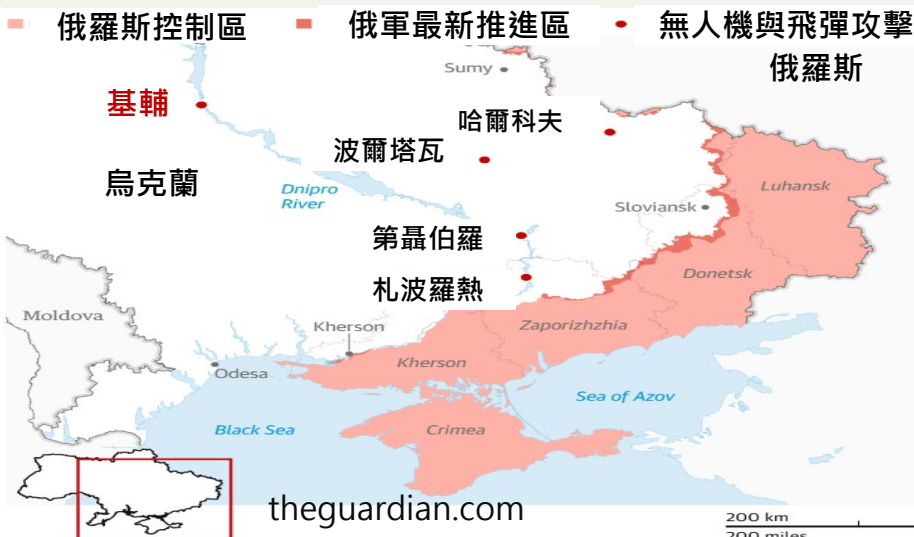 俄羅斯控制區 俄軍最新推進區 無人機與飛彈攻擊
俄羅斯
Sumy
基輔
哈爾科夫
波爾塔瓦
烏克蘭
Dnipro
River
Luhansk
Sloviansk
第聶伯羅
Donetsk
札波羅熱
Moldova
Kherson
Zaporizhzhia
Kherson
Odesa
Sea of Azov
Black Sea
Crimea
theguardian.com
200 km
200 miles